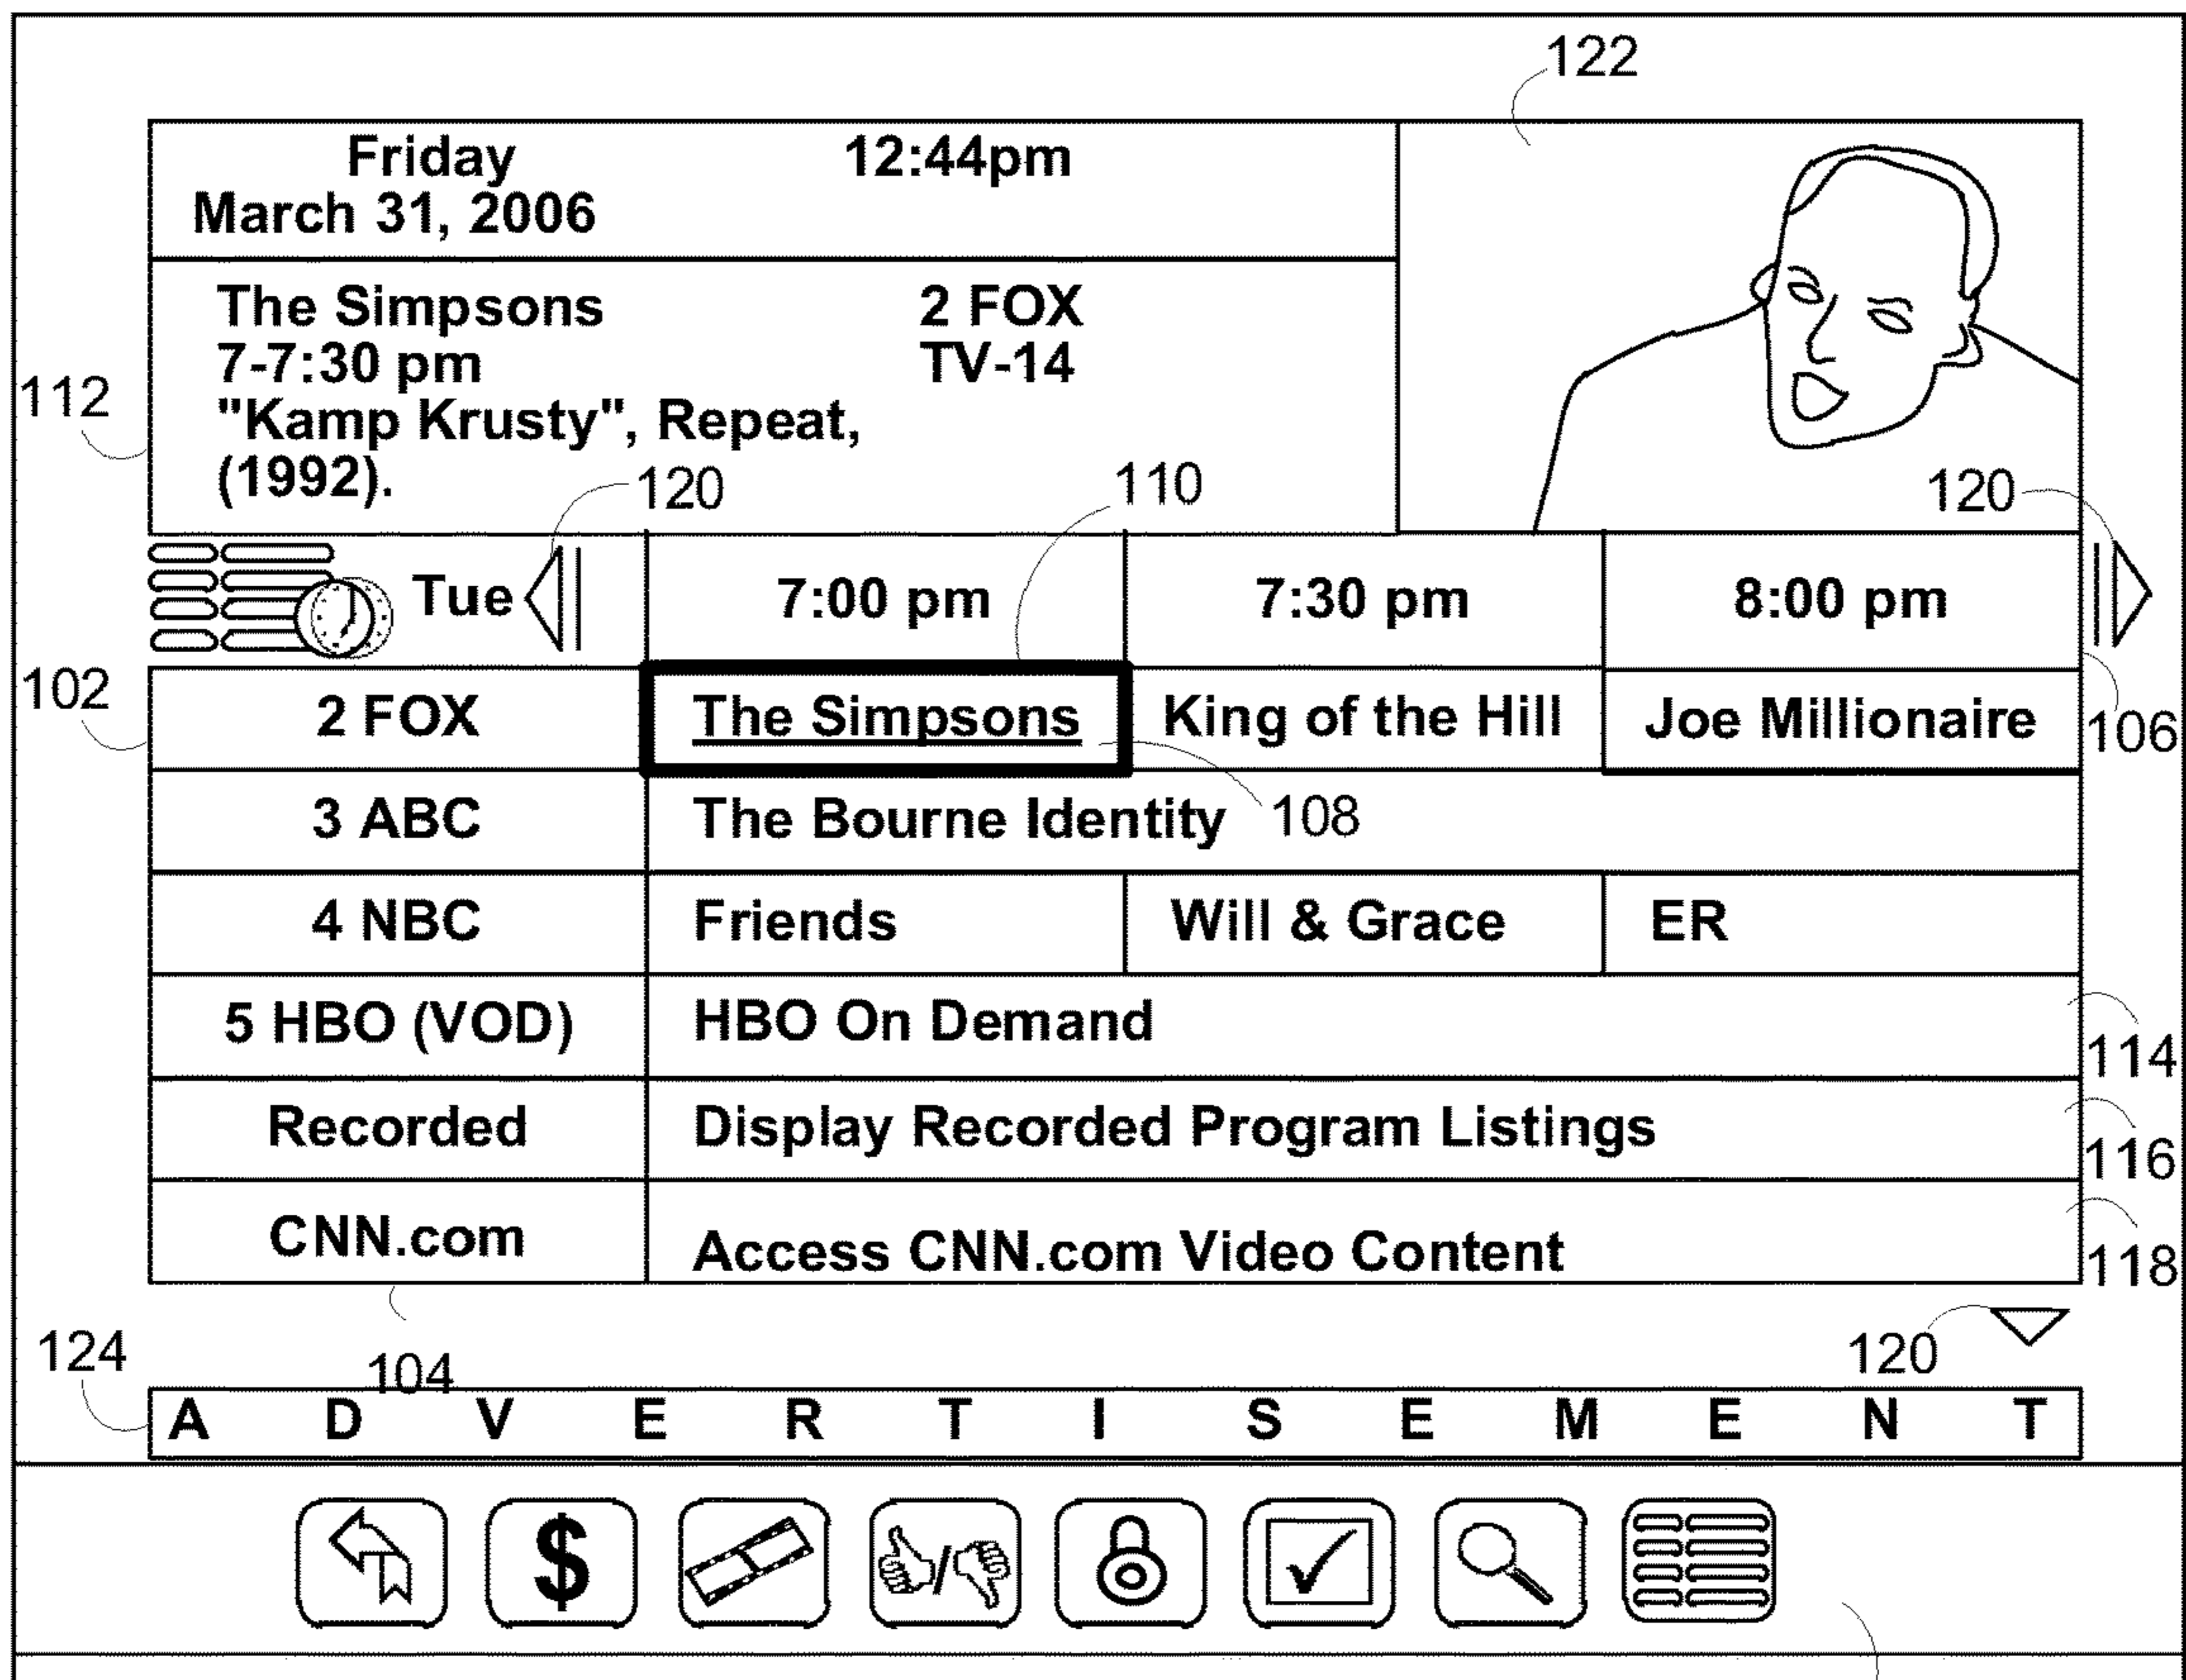 122
Friday 12:44pm
March 31, 2006
The Simpsons 2 FOX
7-7:30 pm TV-14
112
"Kamp Krusty", Repeat,
(1992).
120 110 120
Tue 7:00 pm 7:30 pm 8:00 pm
102
2 FOX The Simpsons King of the Hill Joe Millionaire
106
3 ABC The Bourne Identity 108
4 NBC Friends Will & Grace ER
5 HBO (VOD) HBO On Demand
114
Recorded Display Recorded Program Listings
116
CNN.com Access CNN.com Video Content
118
124 104 120
A D V E R T I S E M E N T
$ /